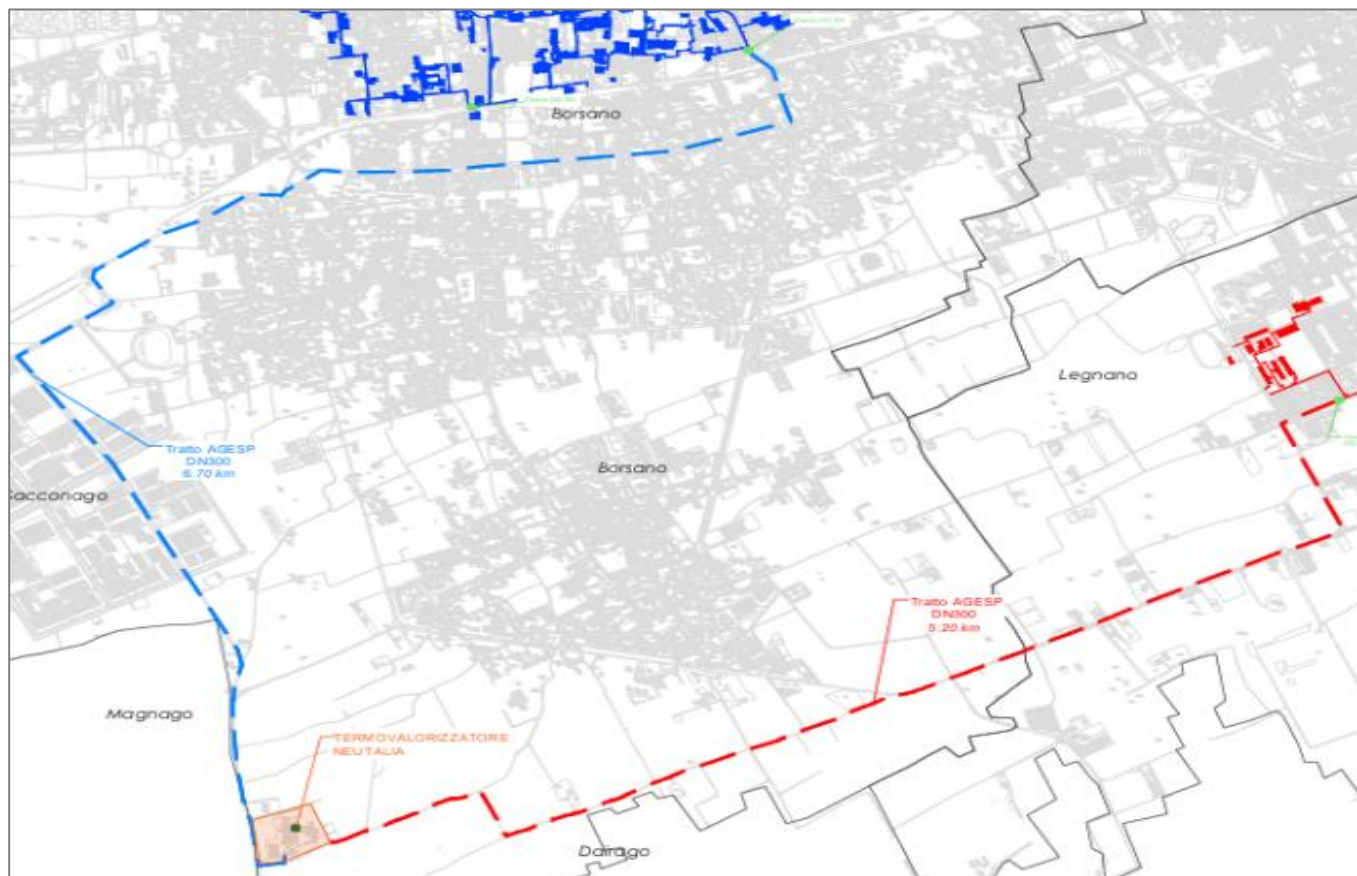 Borsano
Legnano
Tratto AGESP
DN300
6.70 km
Borsano
Sacconago
Tratto AGESP
DN300
5.20 km
Magnago
TERMOVALORIZZATORE
NEUTALIA
Dairago